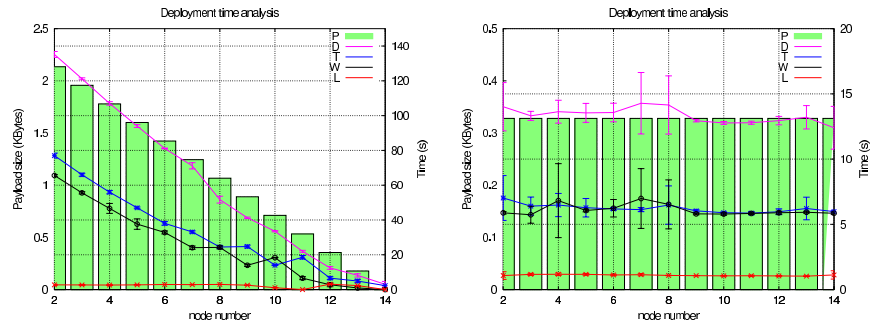 Deployment time analysis
Payload size (KBytes)
2.5
2
1.5
1
0.5
0
P
D
T
W
L
140
120
100
80
60
40
20
0
Time (s)
2 4 6 8 10 12 14
node number
Deployment time analysis
Payload size (KBytes)
0.5
0.4
0.3
0.2
0.1
0
P
D
T
W
L
20
15
10
5
0
Time (s)
2 4 6 8 10 12 14
node number